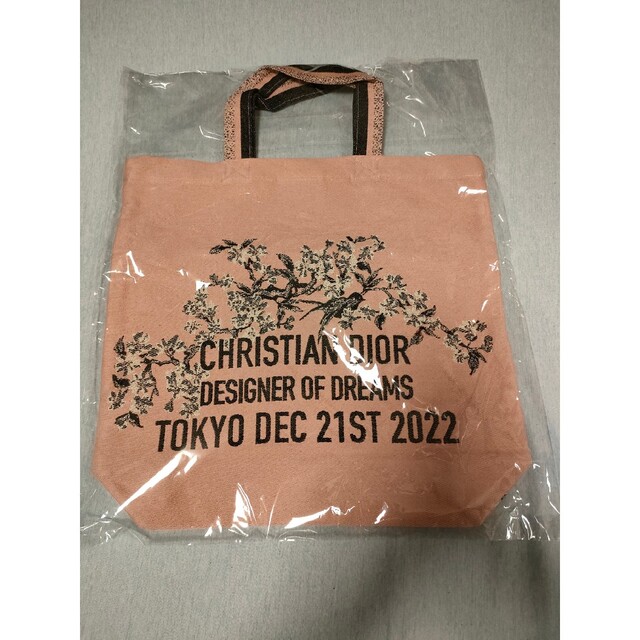 CHRISTIAN DIOR
DESIGNER OF DREAMS
TOKYO DEC 21ST 2022